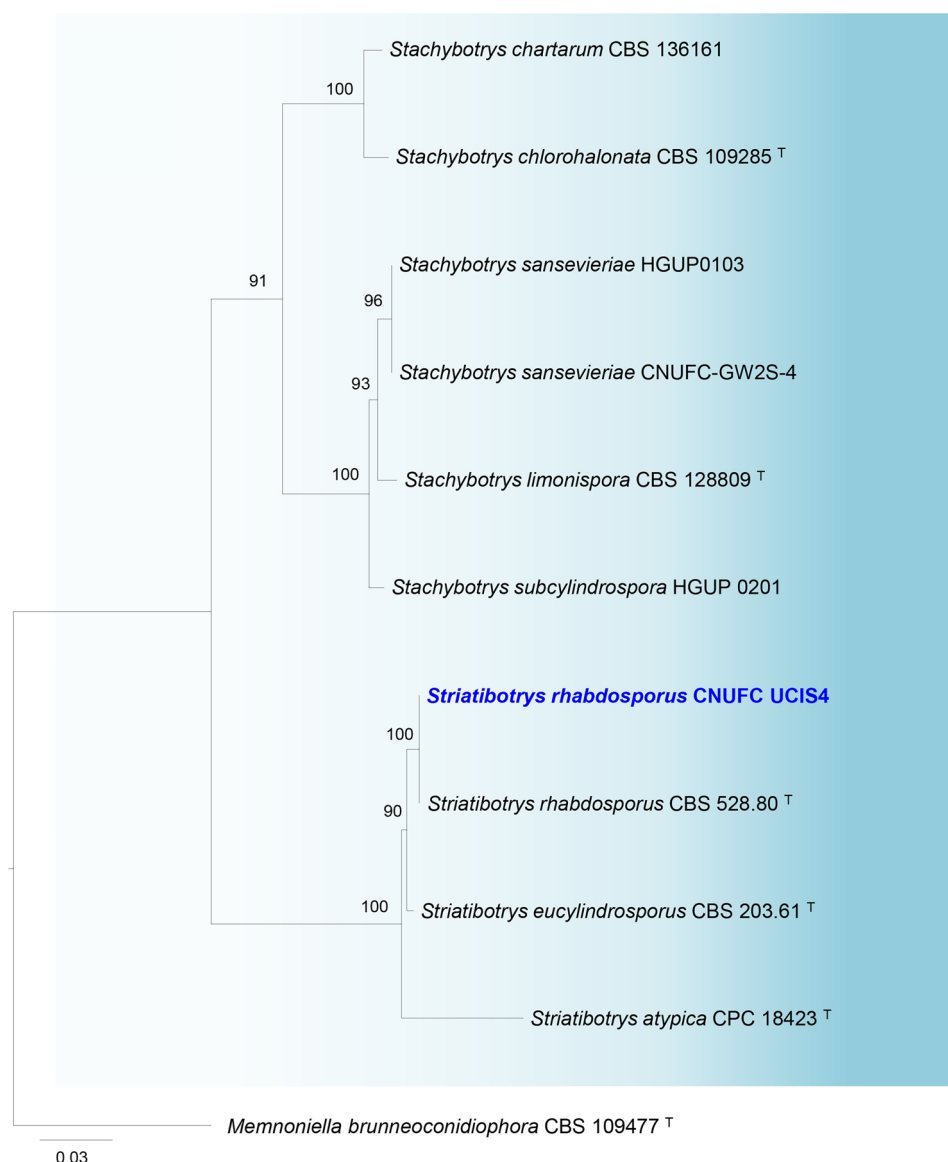 Stachybotrys chartarum CBS 136161
100
Stachybotrys chlorohalonata CBS 109285 T
Stachybotrys sansevieriae HGUP0103
91
96
Stachybotrys sansevieriae CNUFC-GW2S-4
93
100
Stachybotrys limonispora CBS 128809 T
Stachybotrys subcylindrospora HGUP 0201
Striatibotrys rhabdosporus CNUFC UCIS4
100
Striatibotrys rhabdosporus CBS 528.80 T
90
100
Striatibotrys eucylindrosporus CBS 203.61 T
Striatibotrys atypica CPC 18423 T
Memnoniella brunneoconidiophora CBS 109477 T
0.03